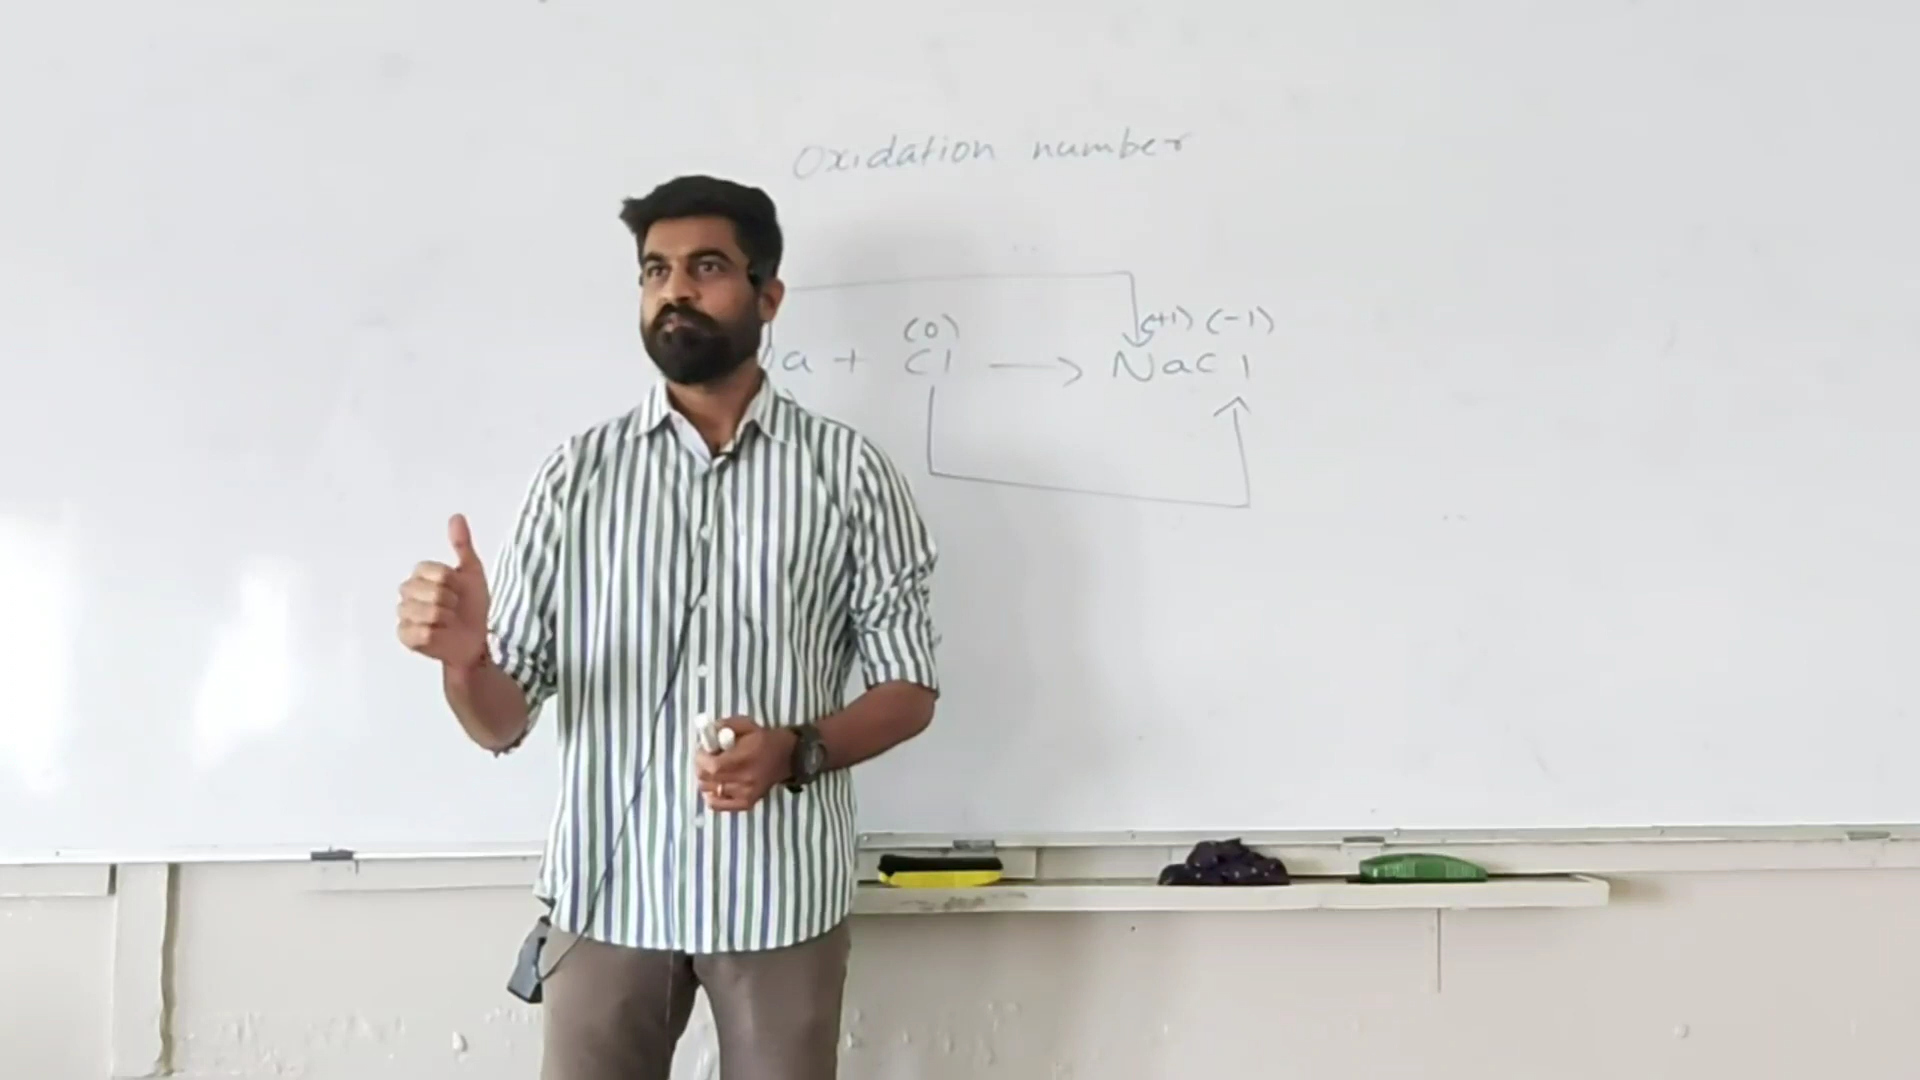 Oxidation number
(0) (+1) (-1)
a + Cl → NaCl